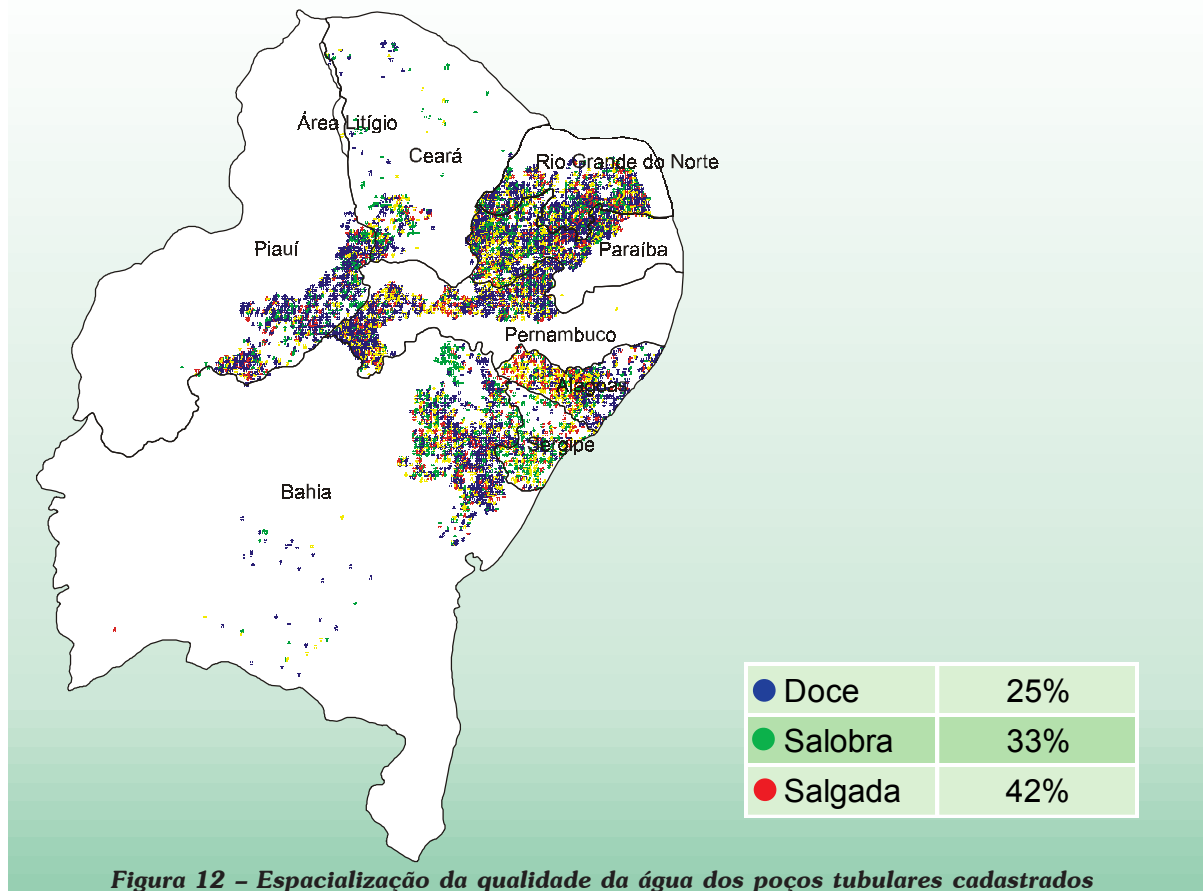 Área Litígio
Ceará
Rio Grande do Norte
Piauí
Paraíba
Pernambuco
Alagoas
Sergipe
Bahia
Doce 25%
Salobra 33%
Salgada 42%
Figura 12 – Espacialização da qualidade da água dos poços tubulares cadastrados